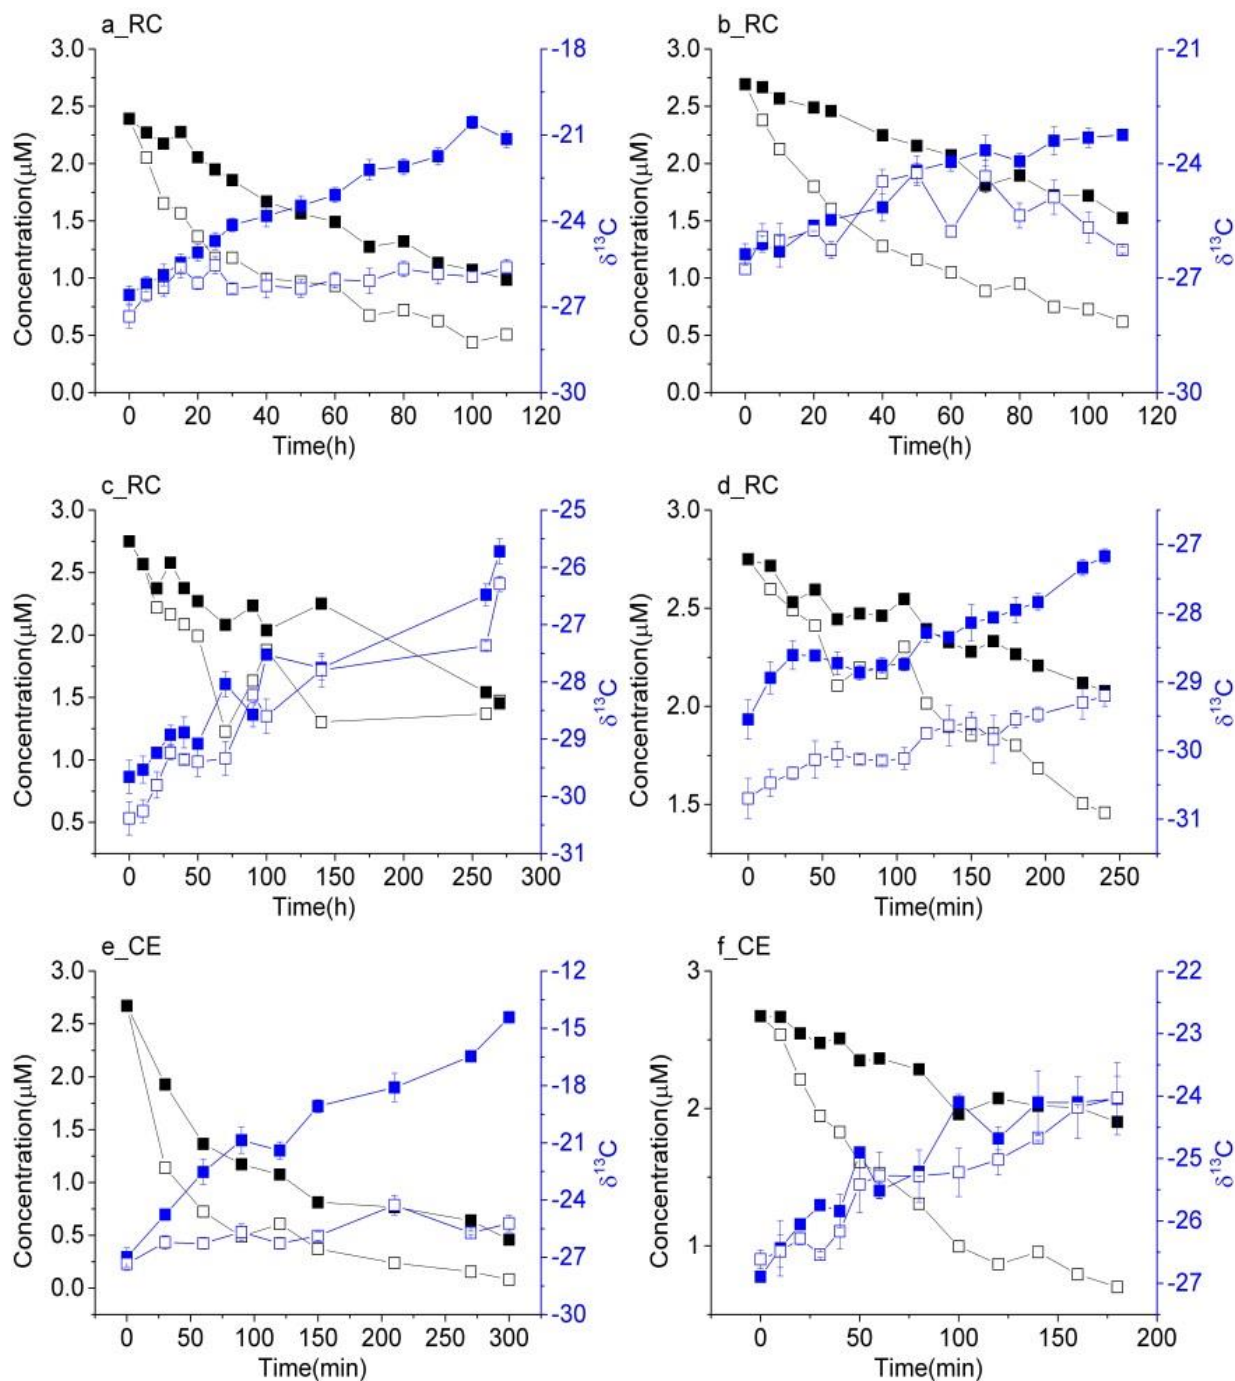 a_RC
3.0
2.5
2.0
1.5
1.0
0.5
0.0
Concentration(μM)
-18
-21
-24
-27
-30
δ¹³C
0 20 40 60 80 100 120
Time(h)
b_RC
3.0
2.5
2.0
1.5
1.0
0.5
0.0
Concentration(μM)
-21
-24
-27
-30
δ¹³C
0 20 40 60 80 100 120
Time(h)
c_RC
3.0
2.5
2.0
1.5
1.0
0.5
Concentration(μM)
-25
-26
-27
-28
-29
-30
-31
δ¹³C
0 50 100 150 200 250 300
Time(h)
d_RC
3.0
2.5
2.0
1.5
Concentration(μM)
-27
-28
-29
-30
-31
δ¹³C
0 50 100 150 200 250
Time(min)
e_CE
3.0
2.5
2.0
1.5
1.0
0.5
0.0
Concentration(μM)
-12
-15
-18
-21
-24
-27
-30
δ¹³C
0 50 100 150 200 250 300
Time(min)
f_CE
3
2
1
Concentration(μM)
-22
-23
-24
-25
-26
-27
δ¹³C
0 50 100 150 200
Time(min)